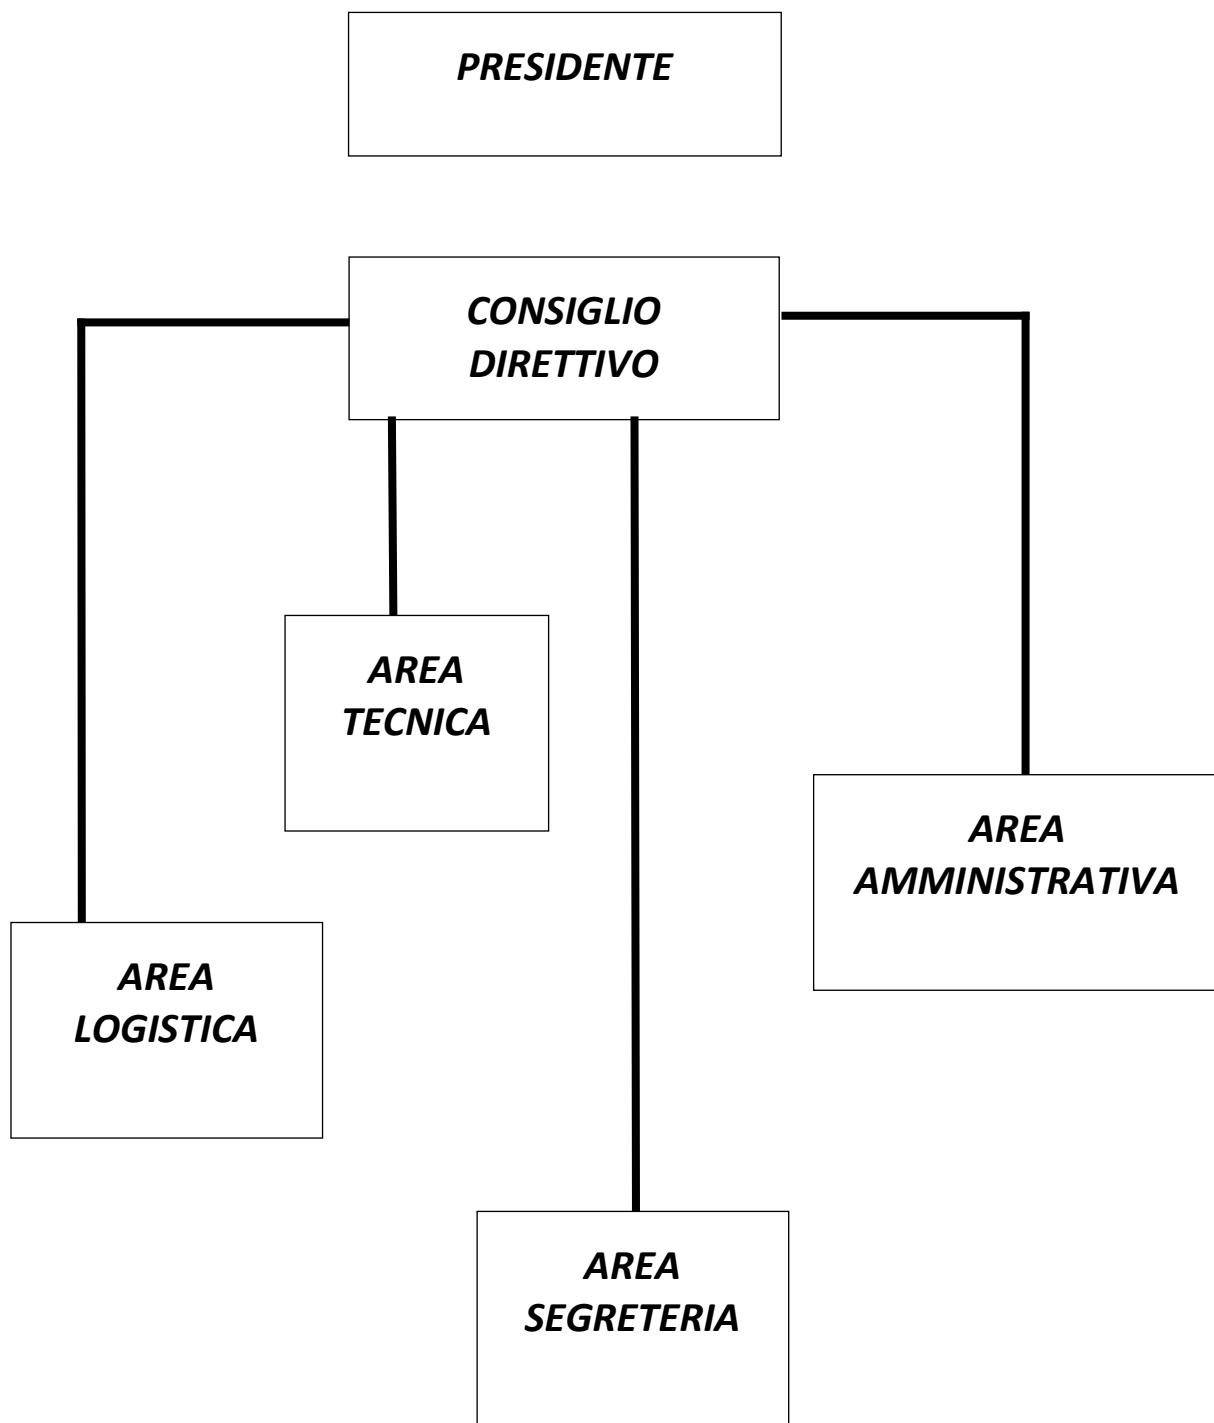 PRESIDENTE
CONSIGLIO
DIRETTIVO
AREA
TECNICA
AREA
AMMINISTRATIVA
AREA
LOGISTICA
AREA
SEGRETERIA